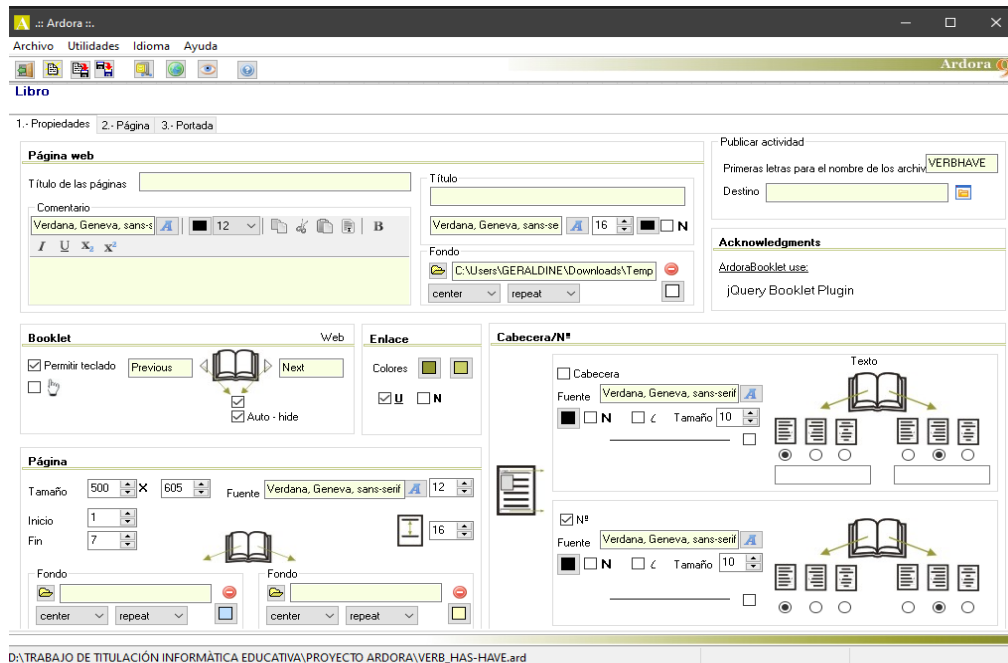 .:: Ardora ::.
Archivo Utilidades Idioma Ayuda
Ardora 9
Libro
1.- Propiedades 2.- Página 3.- Portada
Página web
Título de las páginas
Comentario
Verdana, Geneva, sans-s A 12 B
I U X₂ X²
Título
Verdana, Geneva, sans-se A 16 N
Fondo
C:\Users\GERALDINE\Downloads\Temp
center repeat
Publicar actividad
Primeras letras para el nombre de los archiv VERBHAVE
Destino
Acknowledgments
ArdoraBooklet use:
jQuery Booklet Plugin
Booklet Web
Permitir teclado Previous Next
Auto - hide
Enlace
Colores
U N
Cabecera/Nº
Cabecera
Fuente Verdana, Geneva, sans-serif A
N Tamaño 10
Texto
Nº
Fuente Verdana, Geneva, sans-serif A
N Tamaño 10
Página
Tamaño 500 X 605 Fuente Verdana, Geneva, sans-serif A 12
Inicio 1
Fin 7
16
Fondo
center repeat
Fondo
center repeat
D:\TRABAJO DE TITULACIÓN INFORMÀTICA EDUCATIVA\PROYECTO ARDORA\VERB_HAS-HAVE.ard